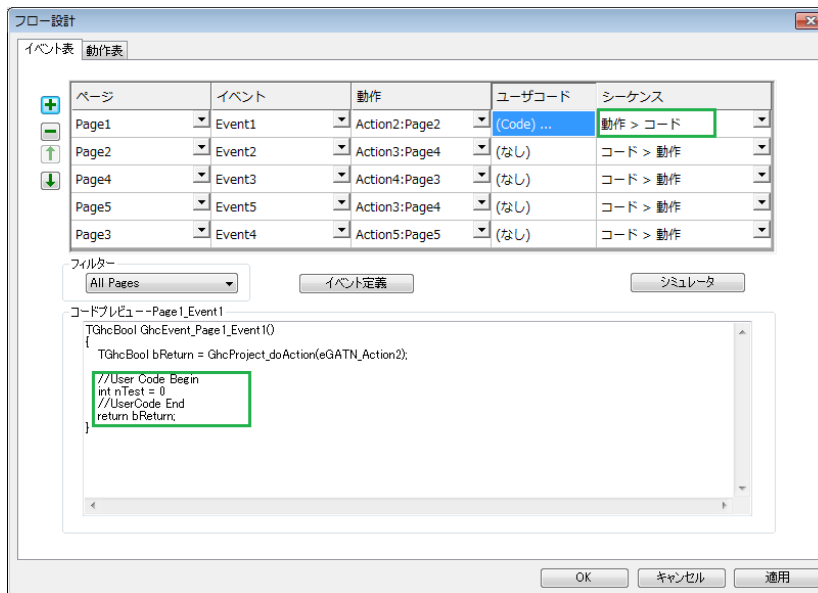 フロー設計
イベント表 動作表
ページ イベント 動作 ユーザコード シーケンス
Page1 Event1 Action2:Page2 (Code) ... 動作 > コード
Page2 Event2 Action3:Page4 (なし) コード > 動作
Page4 Event3 Action4:Page3 (なし) コード > 動作
Page5 Event5 Action3:Page4 (なし) コード > 動作
Page3 Event4 Action5:Page5 (なし) コード > 動作
フィルター
All Pages イベント定義 シミュレータ
コードプレビュー--Page1_Event1
TGhcBool GhcEvent_Page1_Event1()
{
TGhcBool bReturn = GhcProject_doAction(eGATN_Action2);
//User Code Begin
int nTest = 0
//UserCode End
return bReturn;
}
OK キャンセル 適用